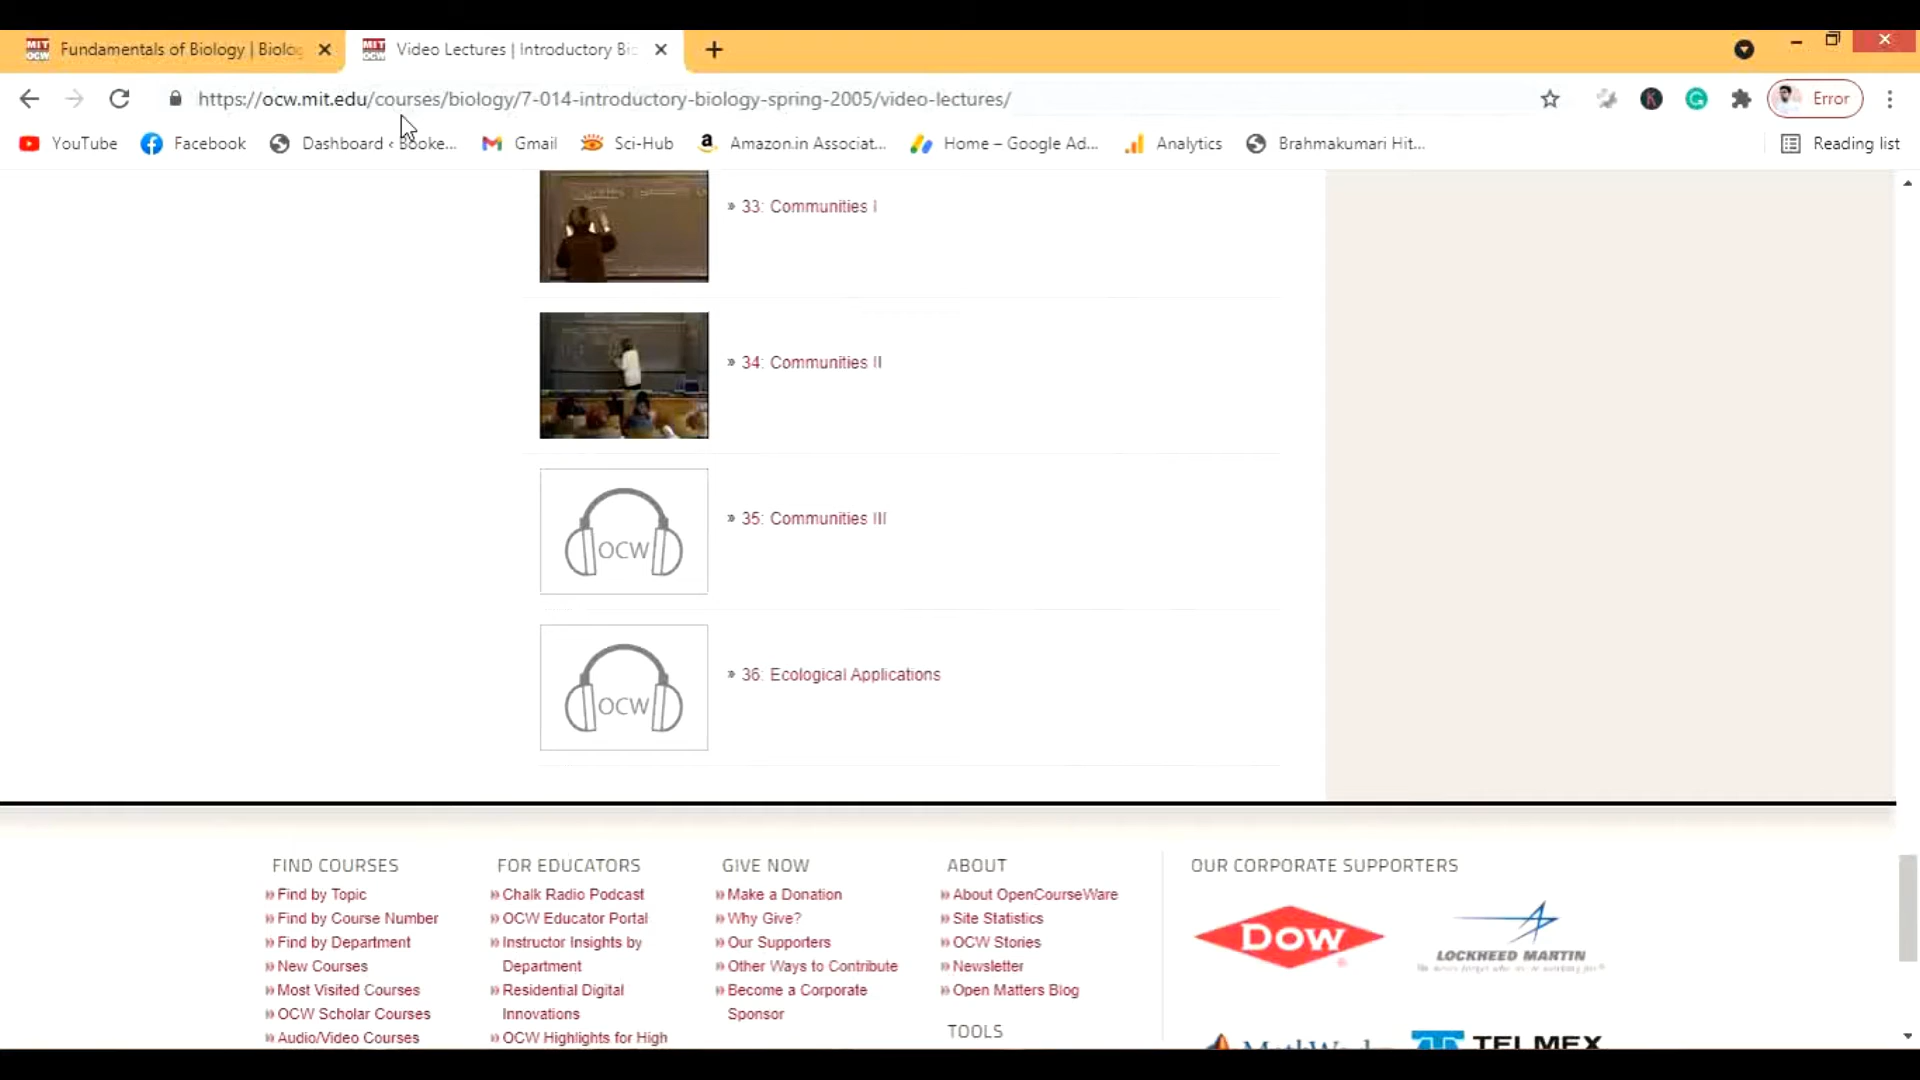 MIT OCW Fundamentals of Biology | Biolo
MIT OCW Video Lectures | Introductory Bi
https://ocw.mit.edu/courses/biology/7-014-introductory-biology-spring-2005/video-lectures/
K
G
Error
YouTube
Facebook
Dashboard ‹ Booke...
Gmail
Sci-Hub
a
Amazon.in Associat...
Home – Google Ad...
Analytics
Brahmakumari Hit...
Reading list
» 33: Communities I
» 34: Communities II
OCW
» 35: Communities III
OCW
» 36: Ecological Applications
FIND COURSES
» Find by Topic
» Find by Course Number
» Find by Department
» New Courses
» Most Visited Courses
» OCW Scholar Courses
» Audio/Video Courses
FOR EDUCATORS
» Chalk Radio Podcast
» OCW Educator Portal
» Instructor Insights by
Department
» Residential Digital
Innovations
» OCW Highlights for High
GIVE NOW
» Make a Donation
» Why Give?
» Our Supporters
» Other Ways to Contribute
» Become a Corporate
Sponsor
ABOUT
» About OpenCourseWare
» Site Statistics
» OCW Stories
» Newsletter
» Open Matters Blog
TOOLS
OUR CORPORATE SUPPORTERS
DOW
LOCKHEED MARTIN
MathWorks
TELMEX